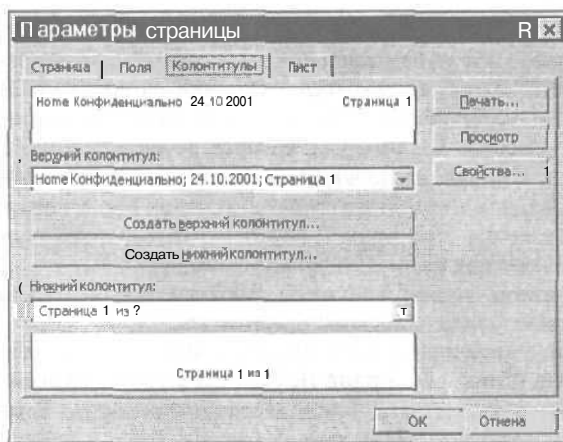 Параметры страницы R
Страница Поля Колонтитулы Лист
Home Конфиденциально 24 10 2001 Страница 1
Печать...
Просмотр
Свойства... 1
, Верхний колонтитул:
Home Конфиденциально; 24.10.2001; Страница 1
Создать верхний колонтитул...
Создать нижний колонтитул...
( Нижний колонтитул:
Страница 1 из ? т
Страница 1 из 1
OK Отмена